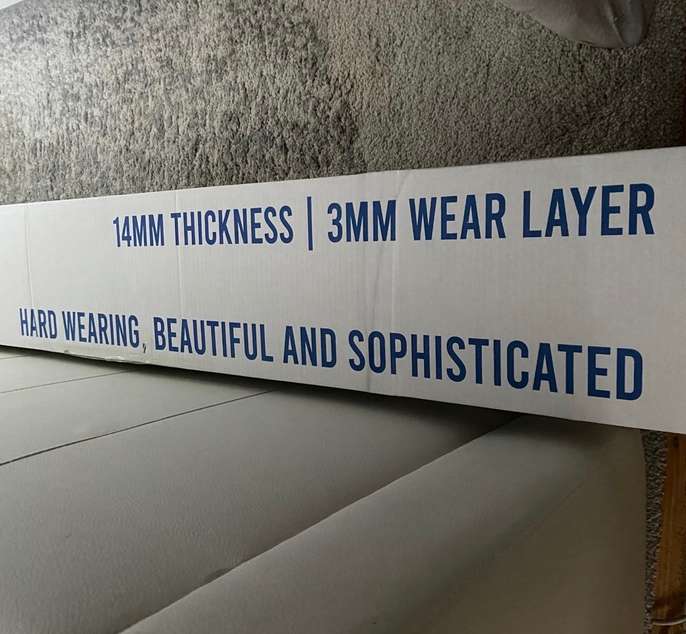 14MM THICKNESS | 3MM WEAR LAYER
HARD WEARING, BEAUTIFUL AND SOPHISTICATED